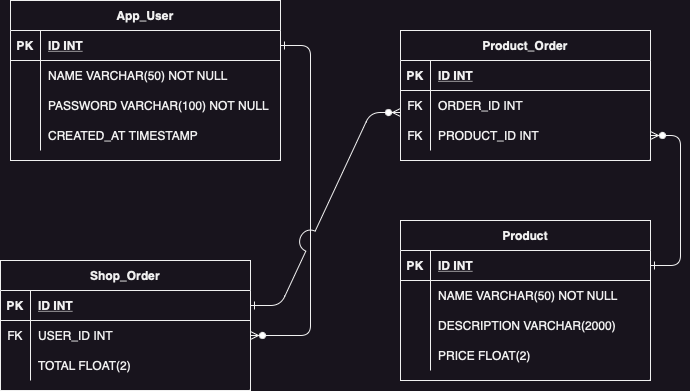 App_User
PK ID INT
NAME VARCHAR(50) NOT NULL
PASSWORD VARCHAR(100) NOT NULL
CREATED_AT TIMESTAMP
Product_Order
PK ID INT
FK ORDER_ID INT
FK PRODUCT_ID INT
Shop_Order
PK ID INT
FK USER_ID INT
TOTAL FLOAT(2)
Product
PK ID INT
NAME VARCHAR(50) NOT NULL
DESCRIPTION VARCHAR(2000)
PRICE FLOAT(2)